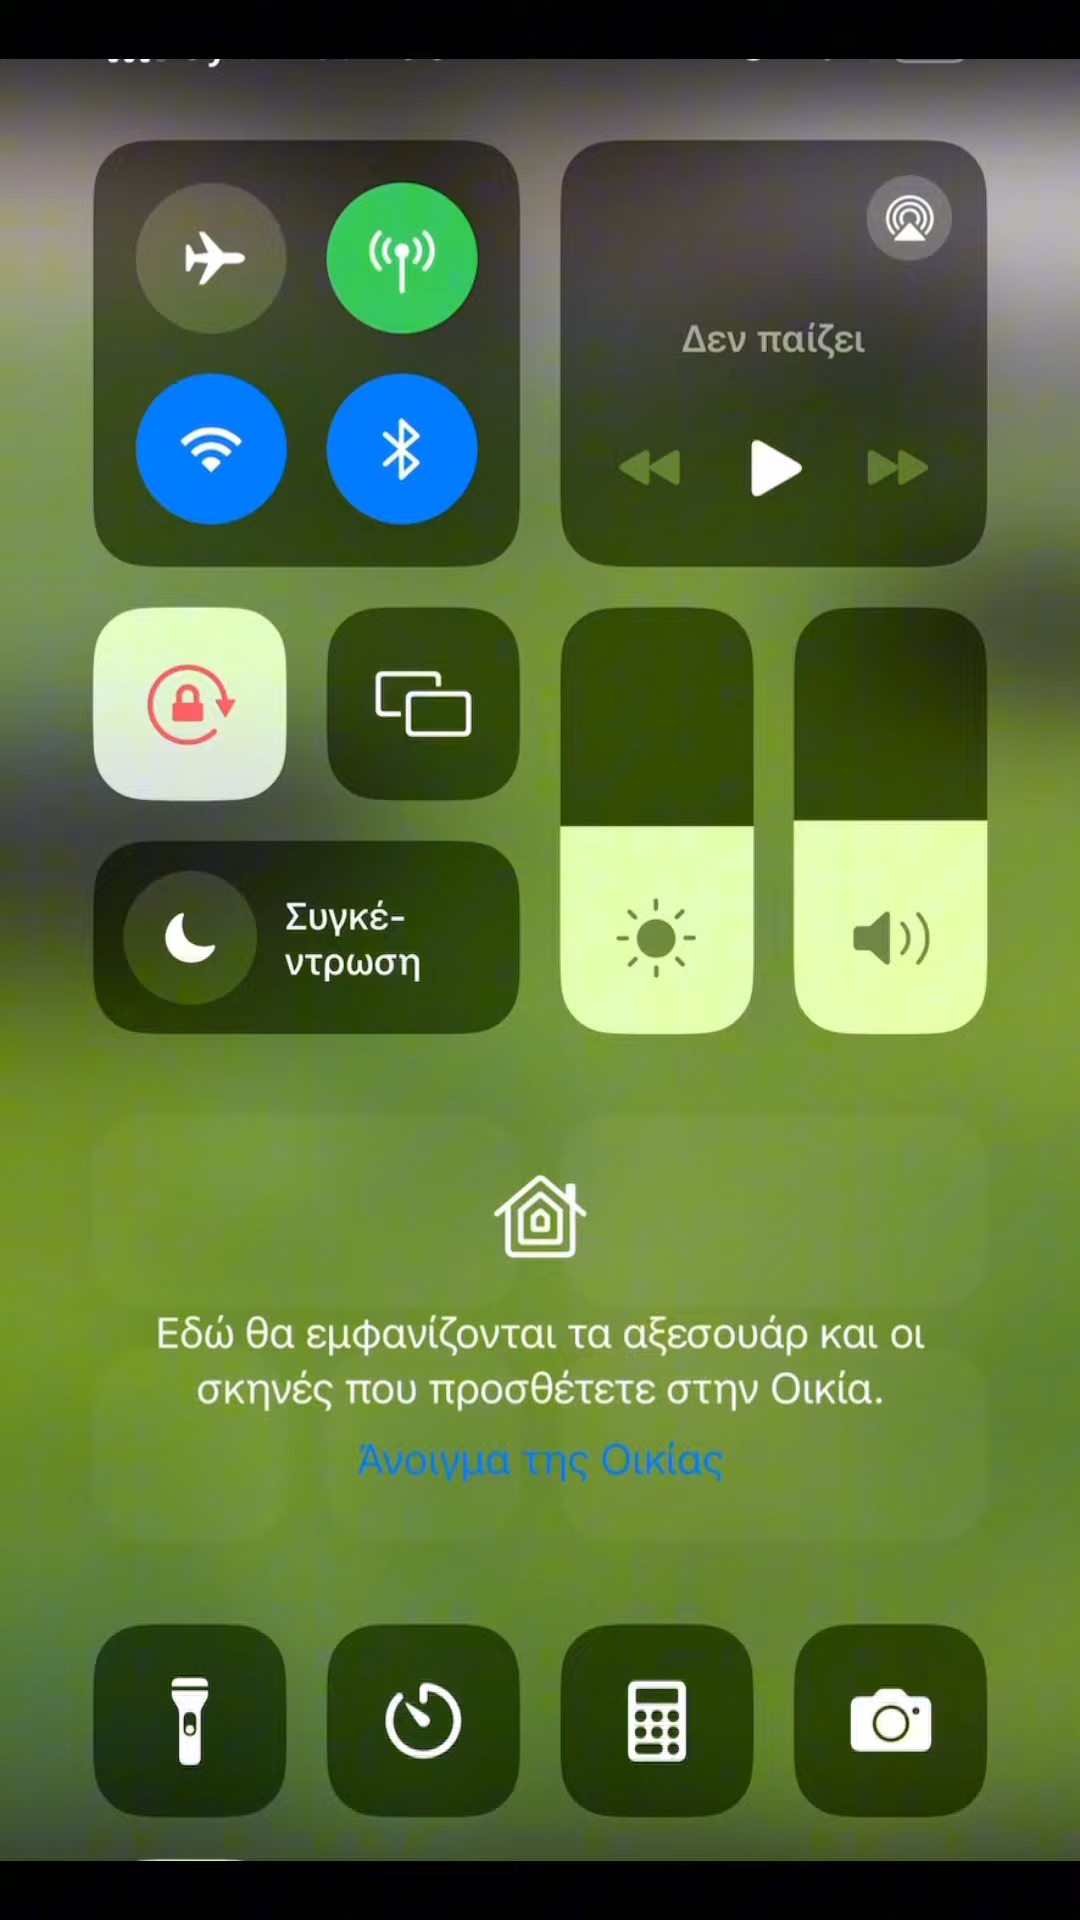 Δεν παίζει
Συγκέ-
ντρωση
Εδώ θα εμφανίζονται τα αξεσουάρ και οι
σκηνές που προσθέτετε στην Οικία.
Άνοιγμα της Οικίας